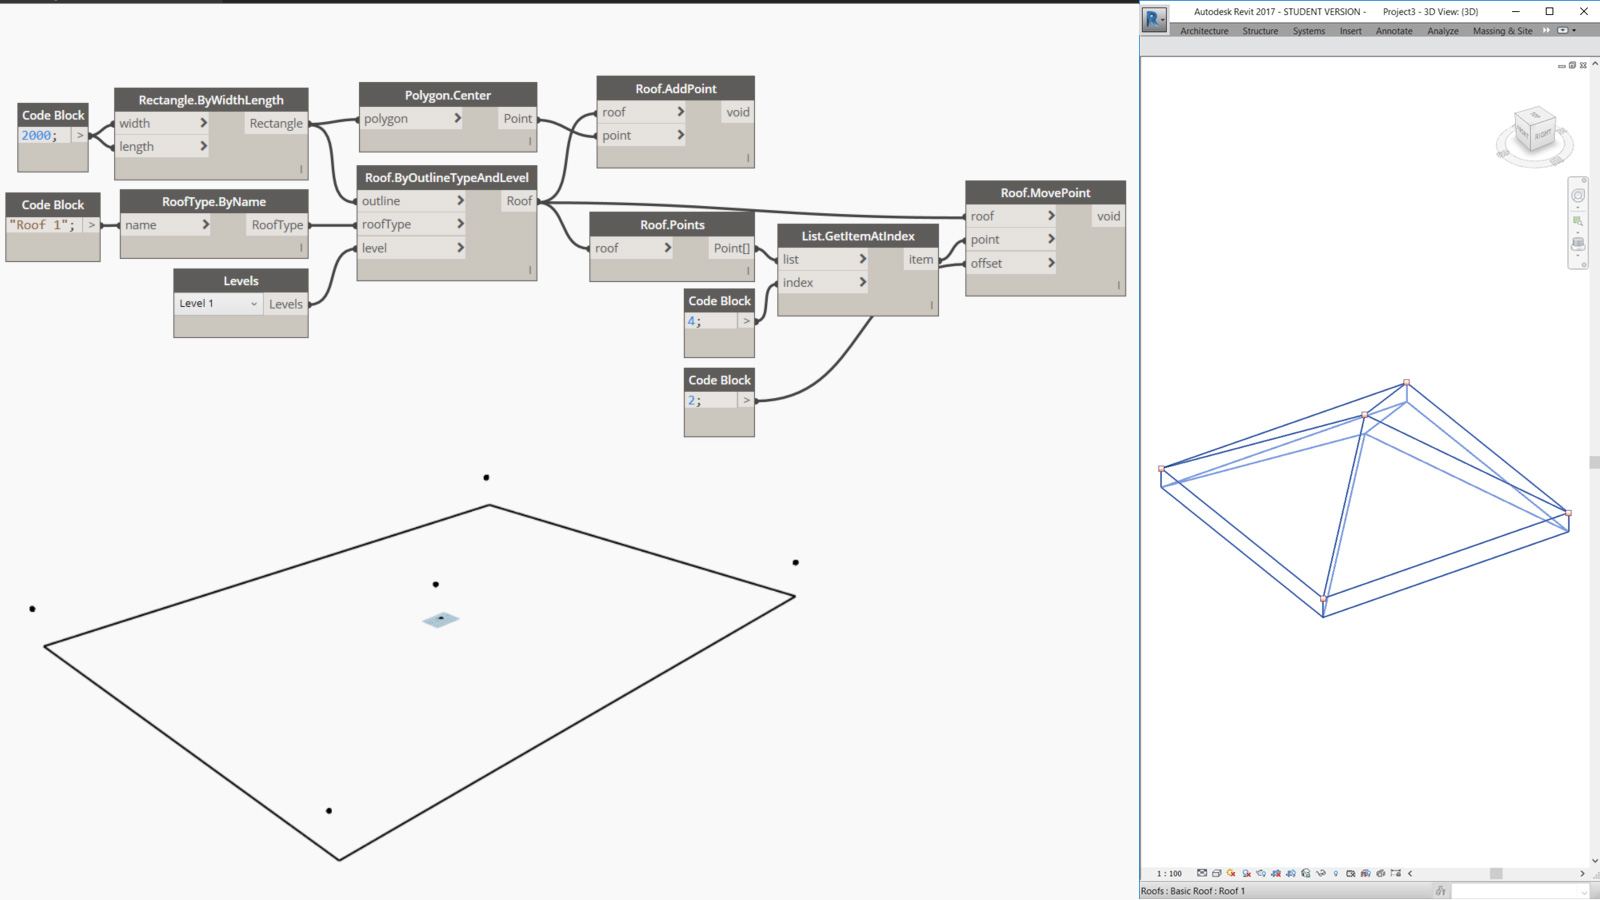 Autodesk Revit 2017 - STUDENT VERSION - Project3 - 3D View: {3D}
Architecture Structure Systems Insert Annotate Analyze Massing & Site
Code Block
2000; >
Rectangle.ByWidthLength
width > Rectangle
length >
Polygon.Center
polygon > Point
Roof.AddPoint
roof > void
point >
Code Block
"Roof 1"; >
RoofType.ByName
name > RoofType
Levels
Level 1 Levels
Roof.ByOutlineTypeAndLevel
outline > Roof
roofType >
level >
Roof.Points
roof > Point[]
Code Block
4; >
Code Block
2; >
List.GetItemAtIndex
list > item
index >
Roof.MovePoint
roof > void
point >
offset >
TOP
FRONT RIGHT
1 : 100
Roofs : Basic Roof : Roof 1